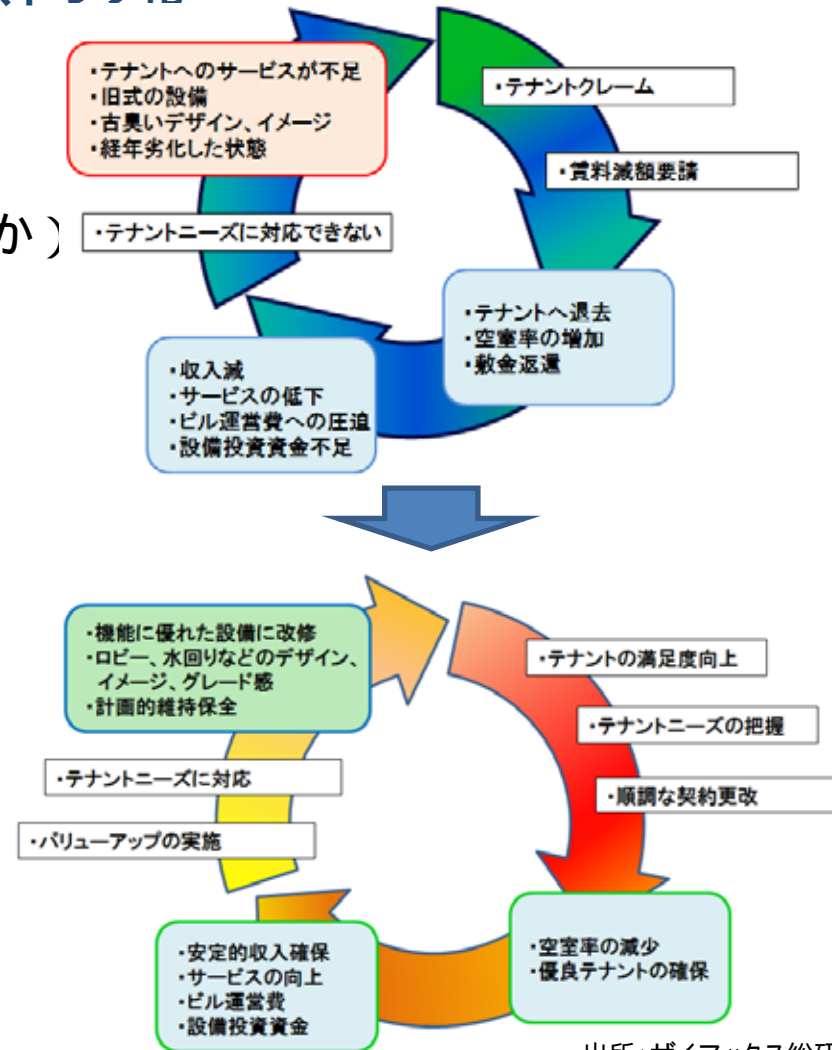 ・テナントへのサービスが不足
・旧式の設備
・古臭いデザイン、イメージ
・経年劣化した状態
・テナントクレーム
・賃料減額要請
か）
・テナントニーズに対応できない
・テナントへ退去
・空室率の増加
・敷金返還
・収入減
・サービスの低下
・ビル運営費への圧迫
・設備投資資金不足
・機能に優れた設備に改修
・ロビー、水回りなどのデザイン、
イメージ、グレード感
・計画的維持保全
・テナントの満足度向上
・テナントニーズの把握
・順調な契約更改
・テナントニーズに対応
・バリューアップの実施
・空室率の減少
・優良テナントの確保
・安定的収入確保
・サービスの向上
・ビル運営費
・設備投資資金
出所：ザイマックス総研